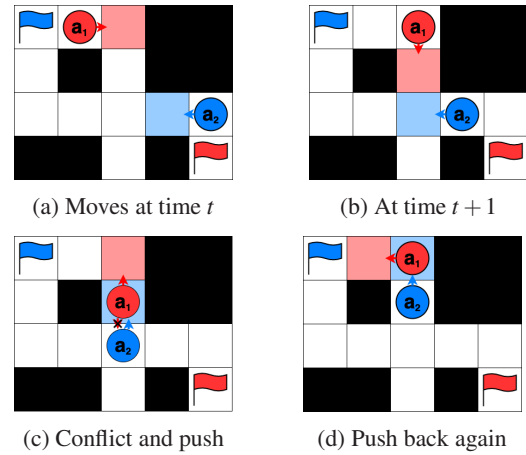 a₁
a₂
(a) Moves at time t
a₁
a₂
(b) At time t + 1
a₁
a₂
(c) Conflict and push
a₁
a₂
(d) Push back again